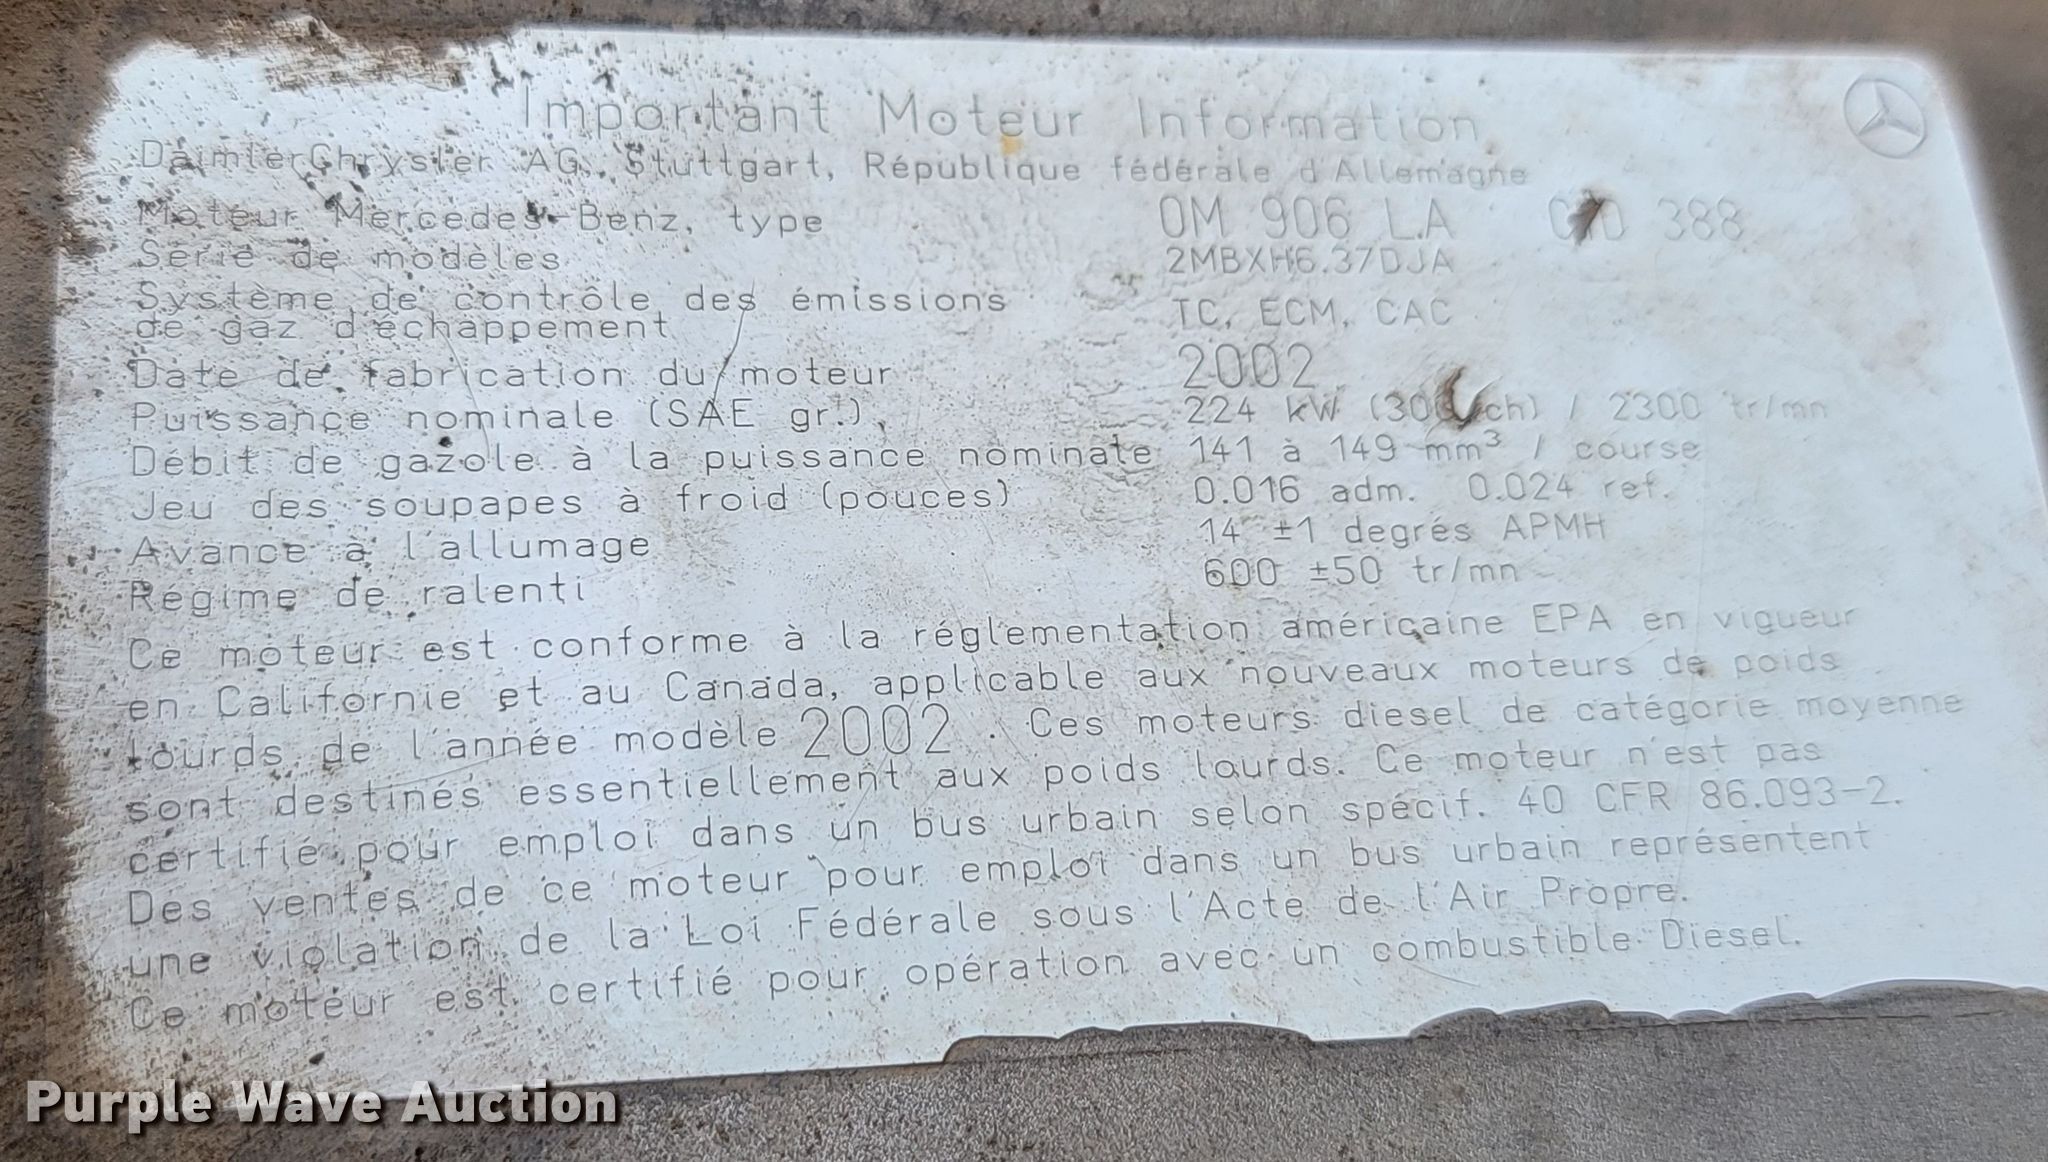 Important Moteur Information
DaimlerChrysler AG, Stuttgart, République fédérale d'Allemagne
Moteur Mercedes-Benz, type OM 906 LA 388
Série de modèles 2MBXH6.37DJA
Système de contrôle des émissions
de gaz d'échappement TC, ECM, CAC
Date de fabrication du moteur 2002
Puissance nominale (SAE gr.) 224 kW (300 ch) / 2300 tr/mn
Débit de gazole à la puissance nominate 141 à 149 mm³ / course
Jeu des soupapes à froid (pouces) 0.016 adm. 0.024 ref.
Avance à l'allumage 14 ±1 degrés APMH
Régime de ralenti 600 ±50 tr/mn
Ce moteur est conforme à la réglementation américaine EPA en vigueur
en Californie et au Canada, applicable aux nouveaux moteurs de poids
lourds de l'année modèle 2002. Ces moteurs diesel de catégorie moyenne
sont destinés essentiellement aux poids lourds. Ce moteur n'est pas
certifié pour emploi dans un bus urbain selon spécif. 40 CFR 86.093-2.
Des ventes de ce moteur pour emploi dans un bus urbain représentent
une violation de la Loi Fédérale sous l'Acte de l'Air Propre.
Ce moteur est certifié pour opération avec un combustible Diesel.
Purple Wave Auction